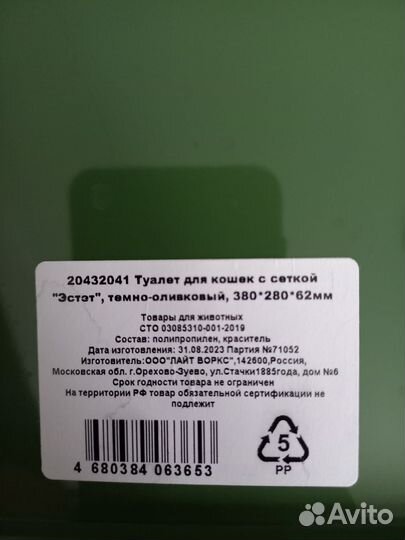 20432041 Туалет для кошек с сеткой
"Эстэт", темно-оливковый, 380*280*62мм
Товары для животных
СТО 03085310-001-2019
Состав: полипропилен, краситель
Дата изготовления: 31.08.2023 Партия №71052
Изготовитель:ООО"ЛАЙТ ВОРКС",142600,Россия,
Московская обл. г.Орехово-Зуево, ул.Стачки1885года, дом №6
Срок годности товара не ограничен
На территории РФ товар обязательной сертификации не
подлежит
4 680384 063653
5
PP
Avito